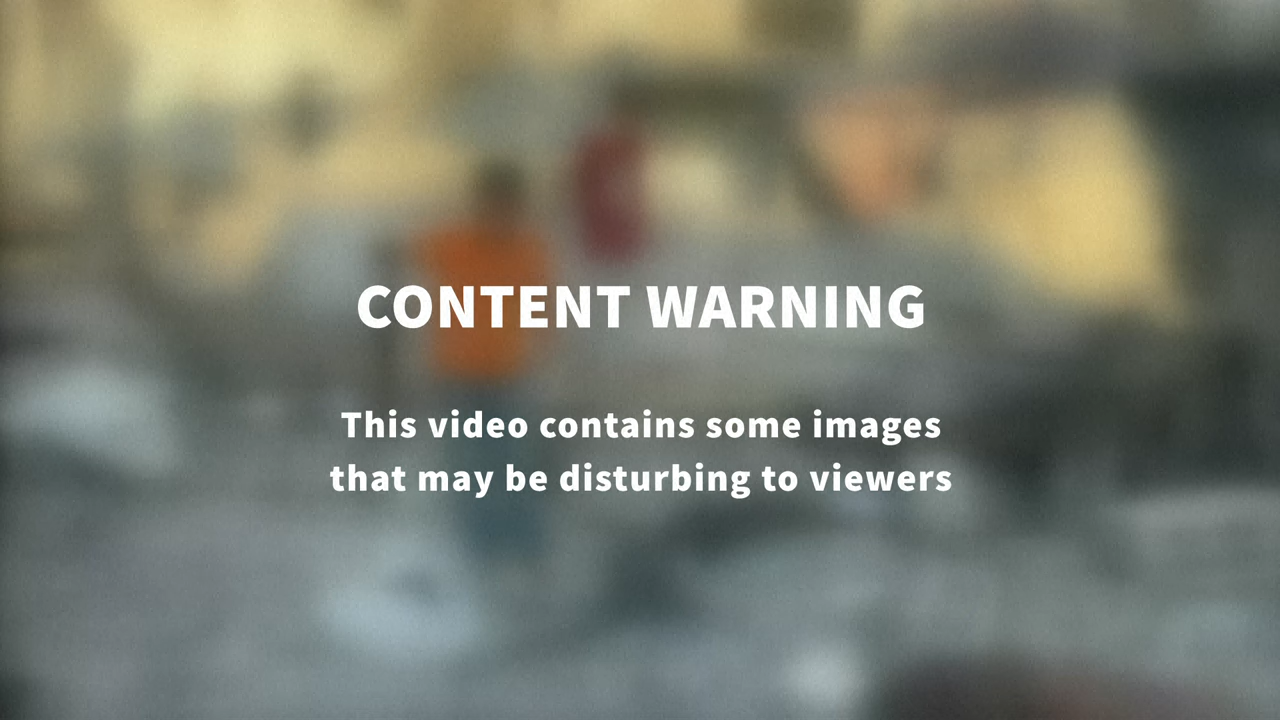 CONTENT WARNING
This video contains some images
that may be disturbing to viewers